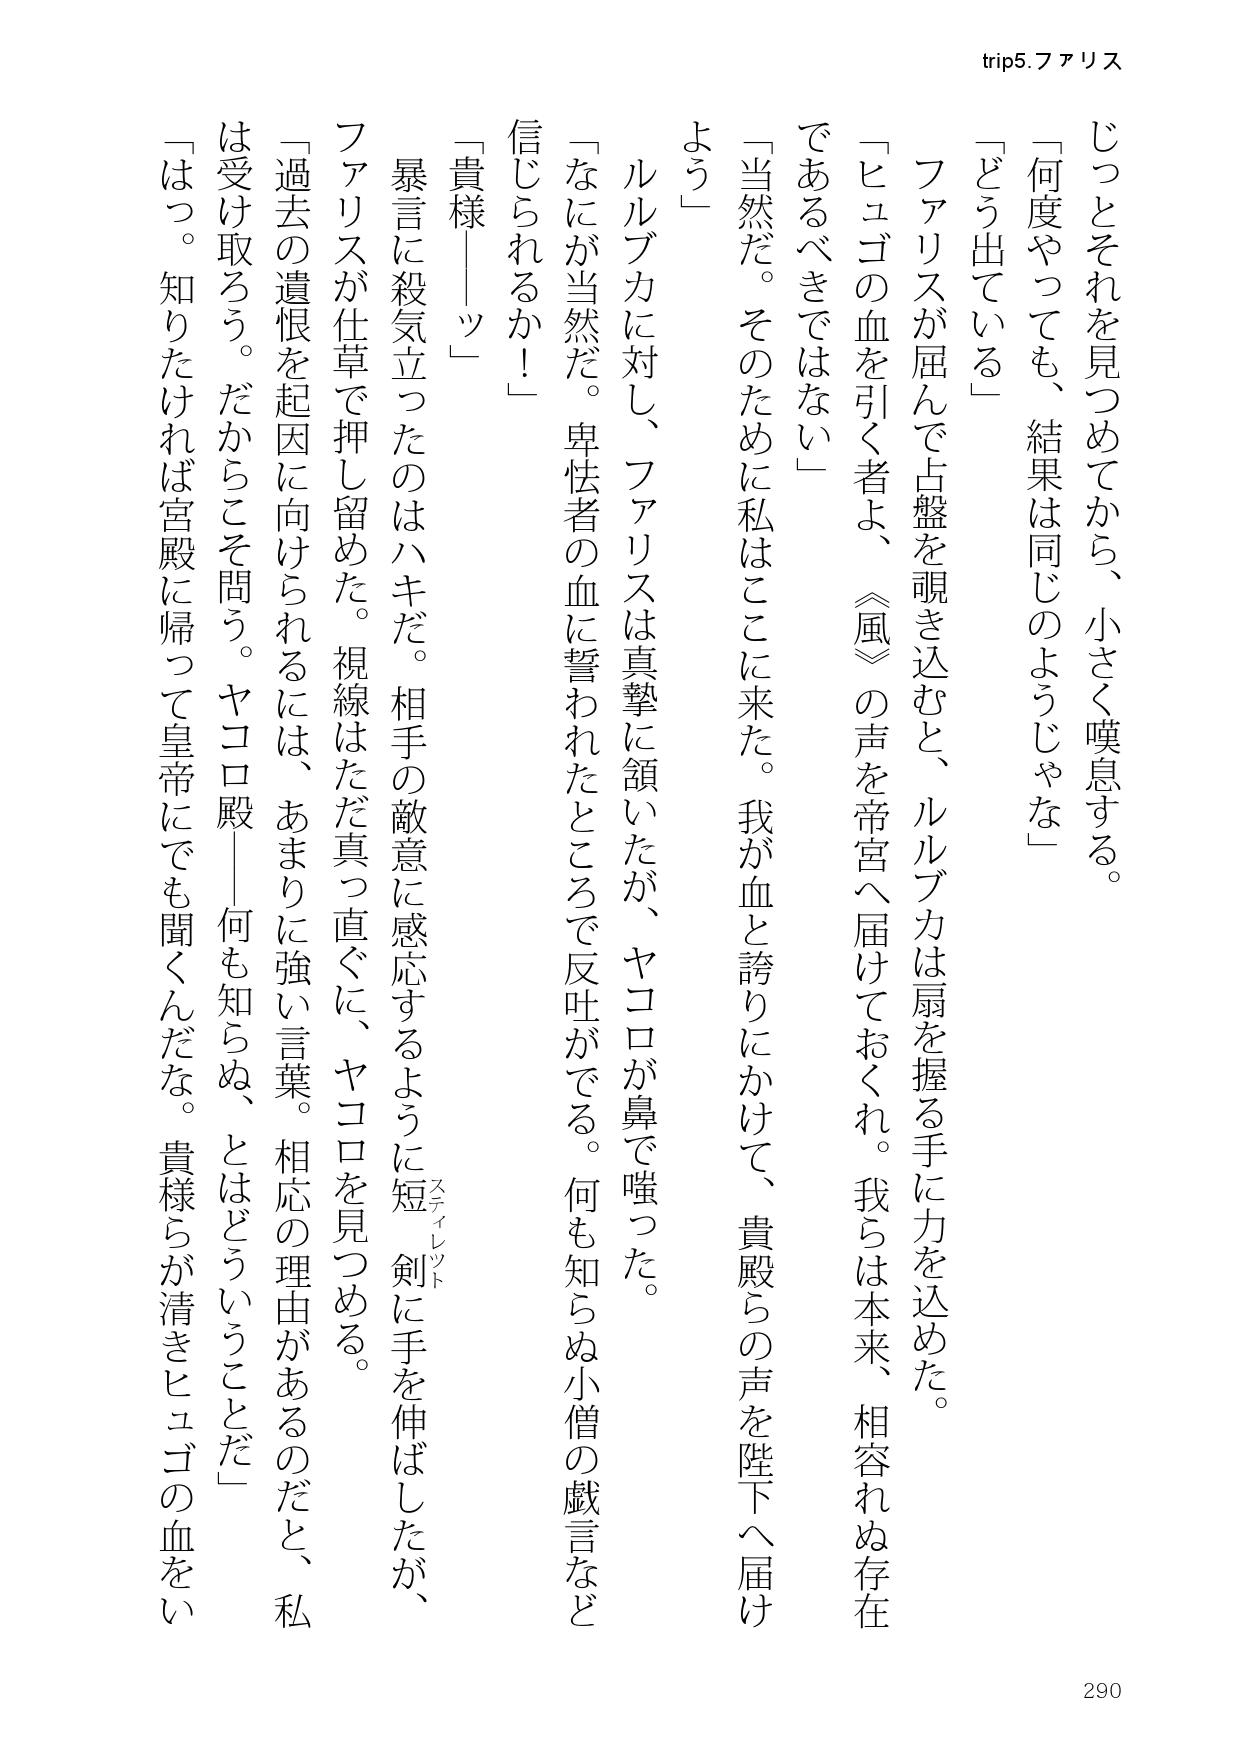 trip5.ファリス
じっとそれを見つめてから、小さく嘆息する。
「何度やっても、結果は同じのようじゃな」
「どう出ている」
　ファリスが屈んで占盤を覗き込むと、ルルブカは扇を握る手に力を込めた。
「ヒュゴの血を引く者よ、《風》の声を帝宮へ届けておくれ。我らは本来、相容れぬ存在
であるべきではない」
「当然だ。そのために私はここに来た。我が血と誇りにかけて、貴殿らの声を陛下へ届け
よう」
　ルルブカに対し、ファリスは真摯に頷いたが、ヤコロが鼻で嗤った。
「なにが当然だ。卑怯者の血に誓われたところで反吐がでる。何も知らぬ小僧の戯言など
信じられるか！」
「貴様――ッ」
　暴言に殺気立ったのはハキだ。相手の敵意に感応するように短剣に手を伸ばしたが、
スティレット
ファリスが仕草で押し留めた。視線はただ真っ直ぐに、ヤコロを見つめる。
「過去の遺恨を起因に向けられるには、あまりに強い言葉。相応の理由があるのだと、私
は受け取ろう。だからこそ問う。ヤコロ殿――何も知らぬ、とはどういうことだ」
「はっ。知りたければ宮殿に帰って皇帝にでも聞くんだな。貴様らが清きヒュゴの血をい
290